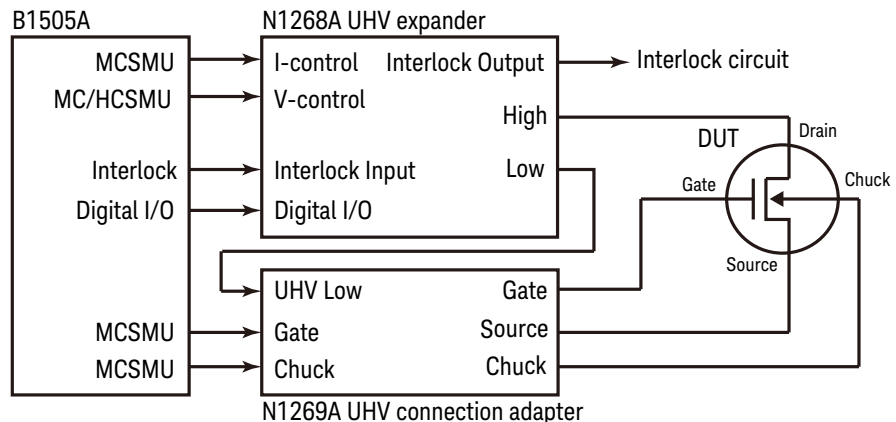 B1505A
N1268A UHV expander
MCSMU
I-control
Interlock Output
Interlock circuit
MC/HCSMU
V-control
High
Drain
DUT
Interlock
Interlock Input
Low
Gate
Chuck
Digital I/O
Digital I/O
Source
UHV Low
Gate
MCSMU
Gate
Source
MCSMU
Chuck
Chuck
N1269A UHV connection adapter